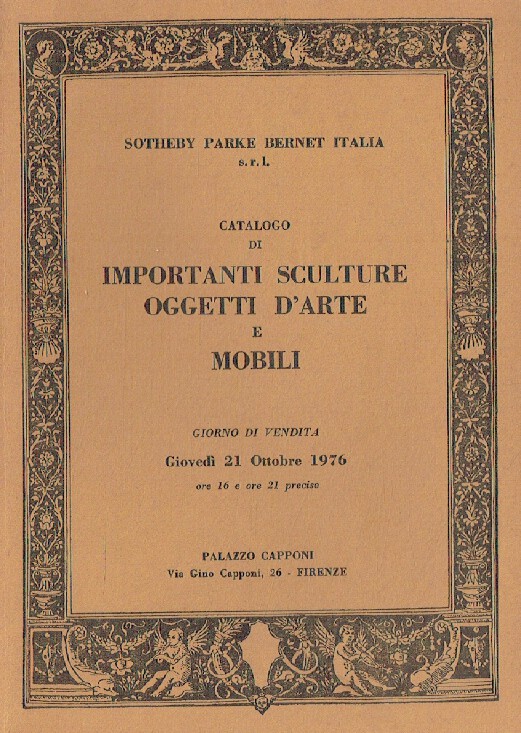 SOTHEBY PARKE BERNET ITALIA
s.r.l.
CATALOGO
DI
IMPORTANTI SCULTURE
OGGETTI D'ARTE
E
MOBILI
GIORNO DI VENDITA
Giovedì 21 Ottobre 1976
ore 16 e ore 21 precise
PALAZZO CAPPONI
Via Gino Capponi, 26 - FIRENZE